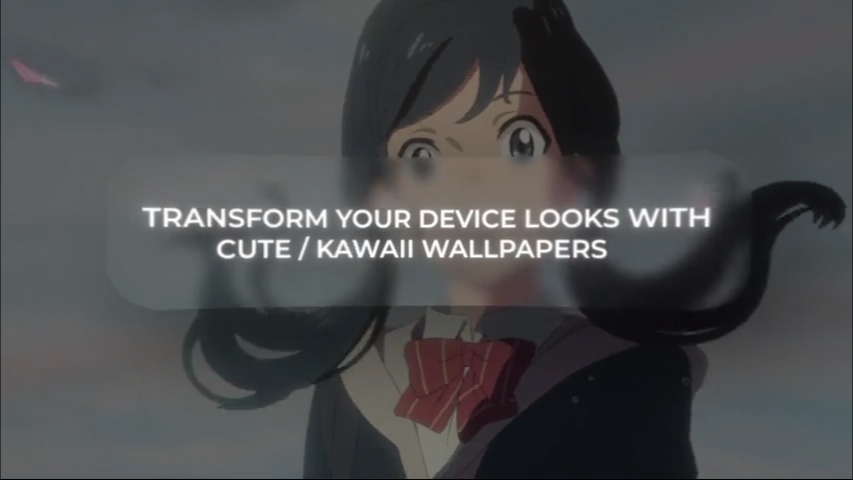 TRANSFORM YOUR DEVICE LOOKS WITH
CUTE / KAWAII WALLPAPERS